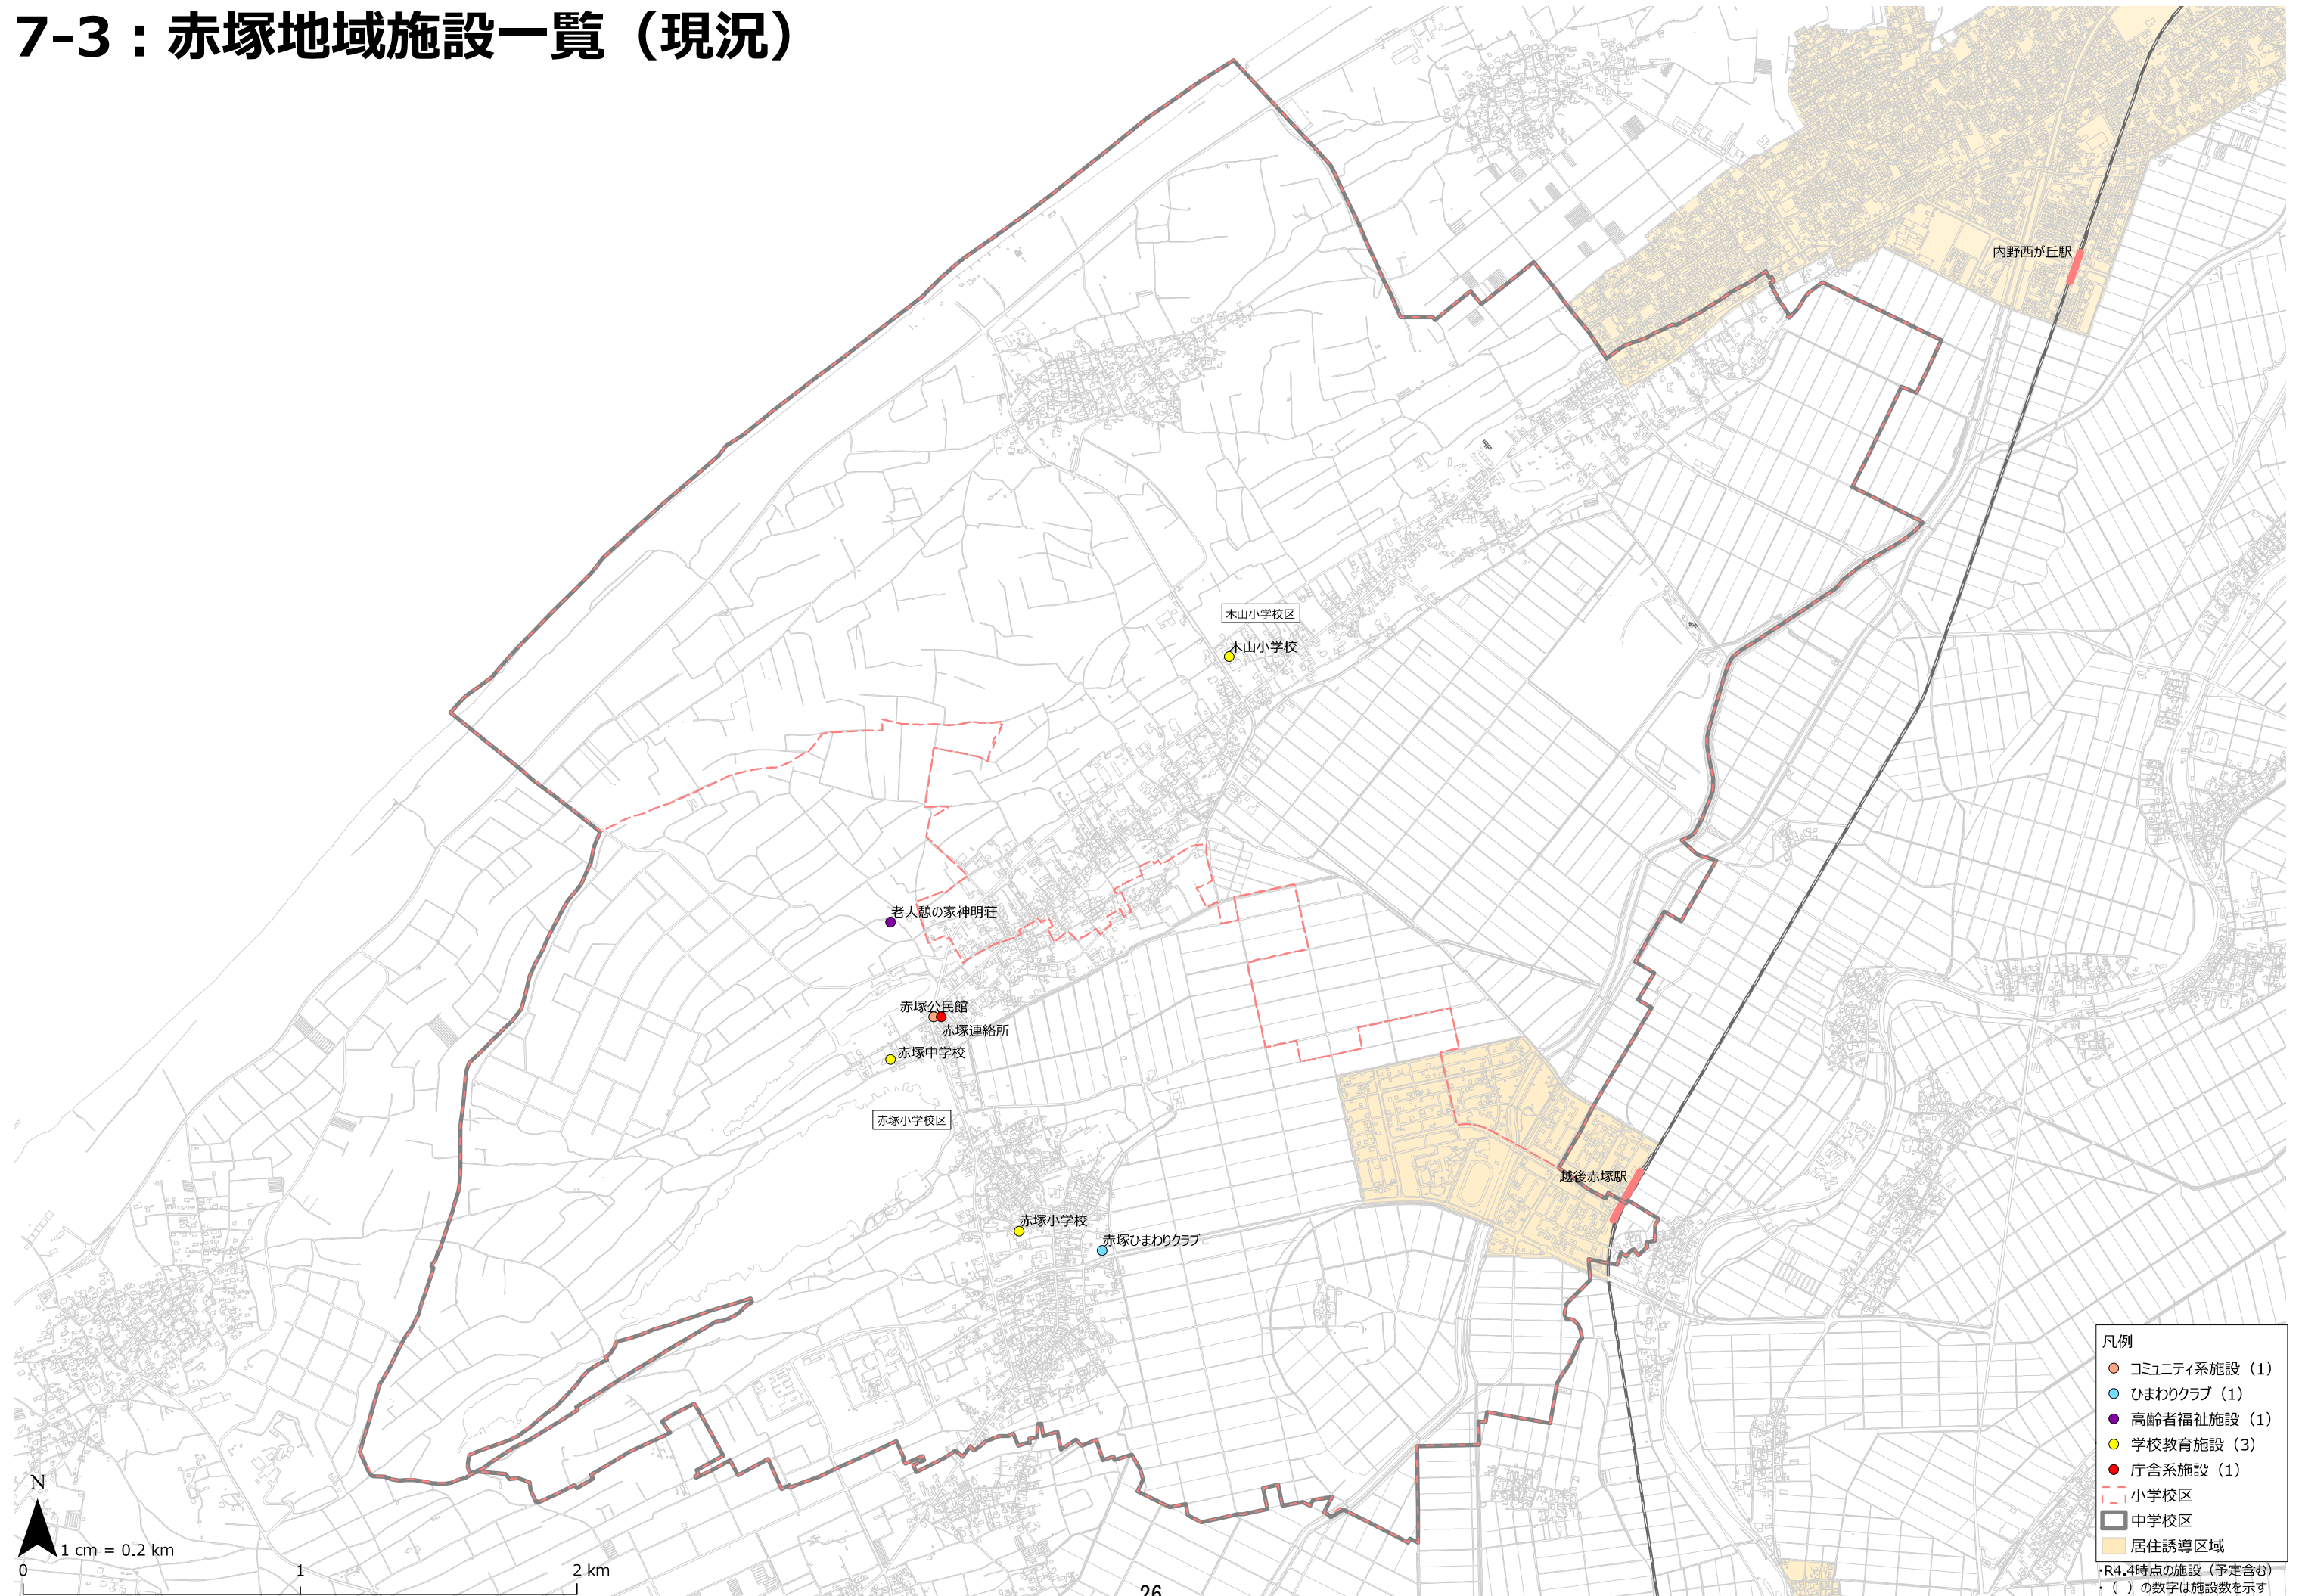 7-3：赤塚地域施設一覧（現況）
内野西が丘駅
木山小学校区
木山小学校
老人憩の家神明荘
赤塚公民館
赤塚連絡所
赤塚中学校
赤塚小学校区
越後赤塚駅
赤塚小学校
赤塚ひまわりクラブ
凡例
コミュニティ系施設（1）
ひまわりクラブ（1）
高齢者福祉施設（1）
学校教育施設（3）
庁舎系施設（1）
小学校区
中学校区
居住誘導区域
・R4.4時点の施設（予定含む）
・（ ）の数字は施設数を示す
N
1 cm = 0.2 km
0 1 2 km
26